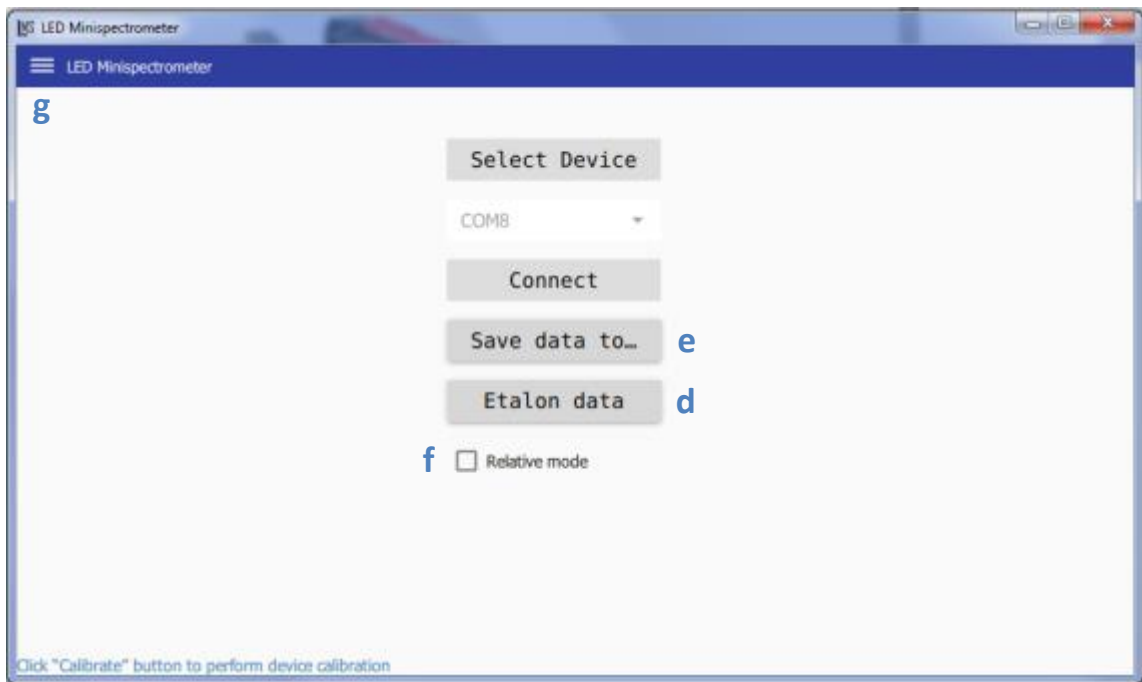 LED Minispectrometer
LED Minispectrometer
g
Select Device
COM8
Connect
Save data to… e
Etalon data d
f Relative mode
Click "Calibrate" button to perform device calibration